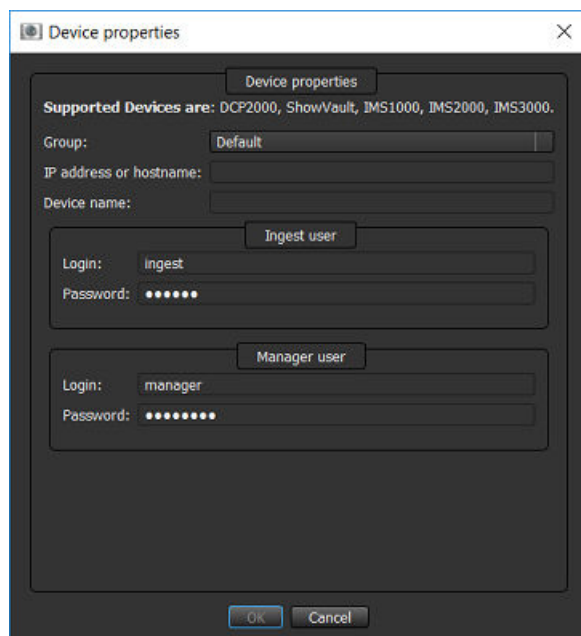 Device properties
Device properties
Supported Devices are: DCP2000, ShowVault, IMS1000, IMS2000, IMS3000.
Group: Default
IP address or hostname:
Device name:
Ingest user
Login: ingest
Password: ●●●●●●
Manager user
Login: manager
Password: ●●●●●●●●
OK Cancel